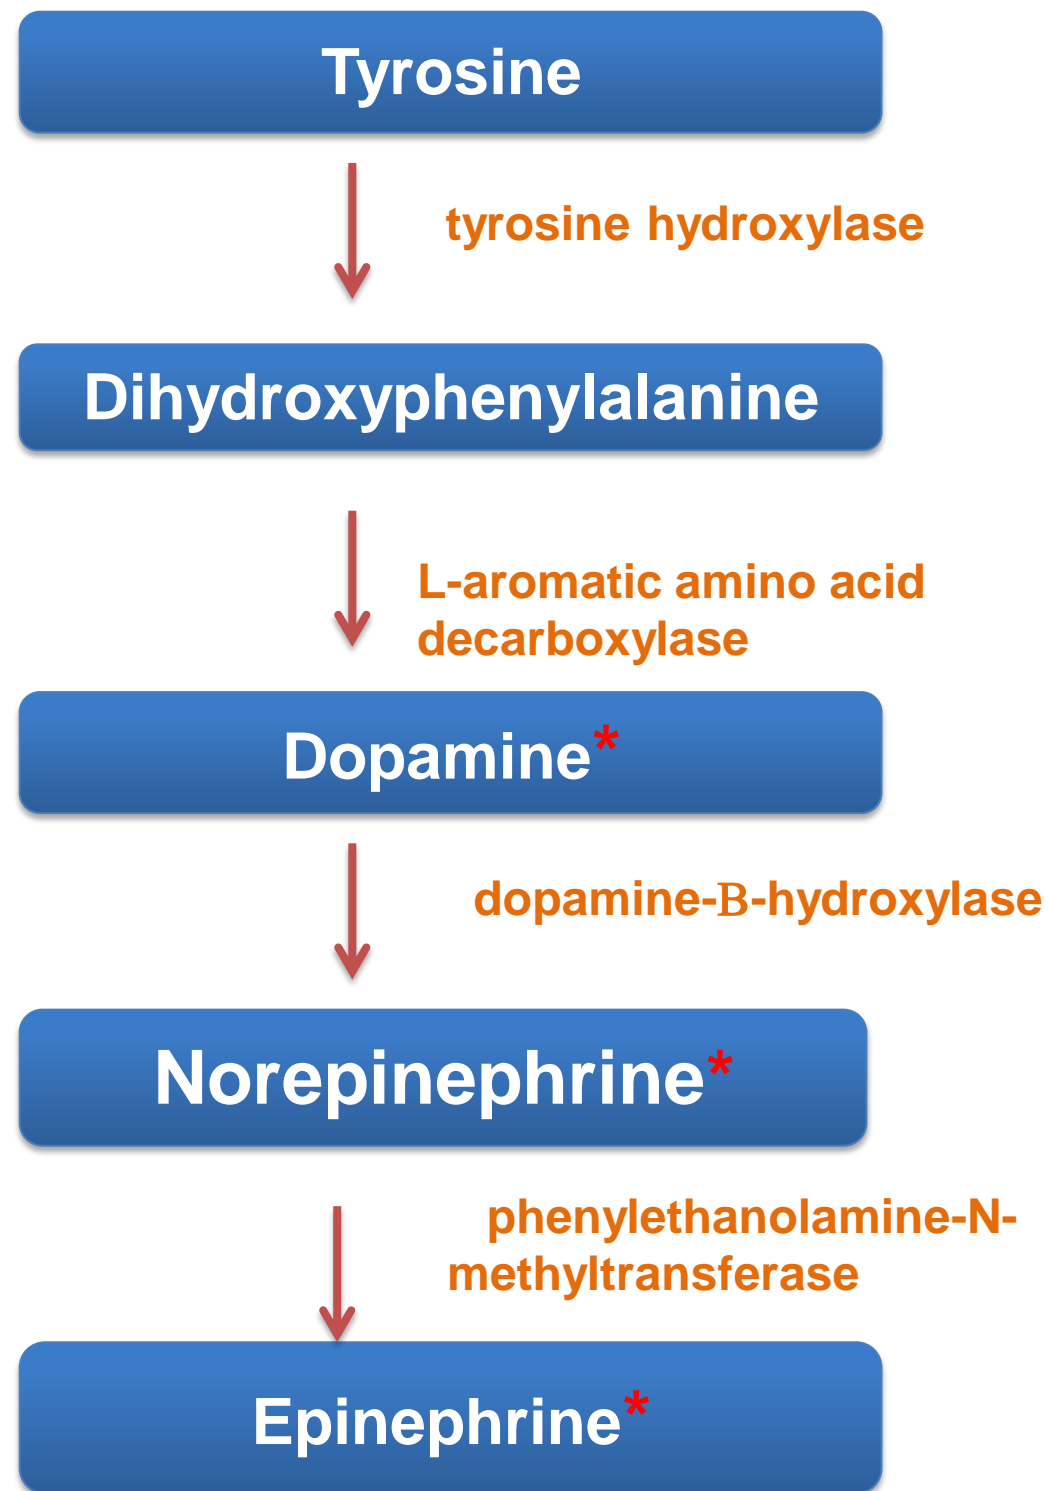 Tyrosine
tyrosine hydroxylase
Dihydroxyphenylalanine
L-aromatic amino acid
decarboxylase
Dopamine*
dopamine-B-hydroxylase
Norepinephrine*
phenylethanolamine-N-
methyltransferase
Epinephrine*